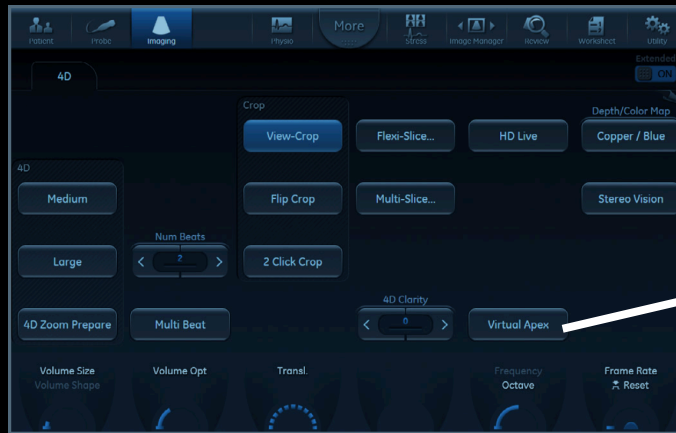 Patient
Probe
Imaging
Physio
More
Stress
Image Manager
Review
Worksheet
Utility
Extended
ON
4D
Crop
Depth/Color Map
View-Crop
Flexi-Slice...
HD Live
Copper / Blue
4D
Medium
Flip Crop
Multi-Slice...
Stereo Vision
Num Beats
Large
< 2 >
2 Click Crop
4D Clarity
4D Zoom Prepare
Multi Beat
< 0 >
Virtual Apex
Volume Size
Volume Shape
Volume Opt
Transl.
Frequency
Octave
Frame Rate
Reset